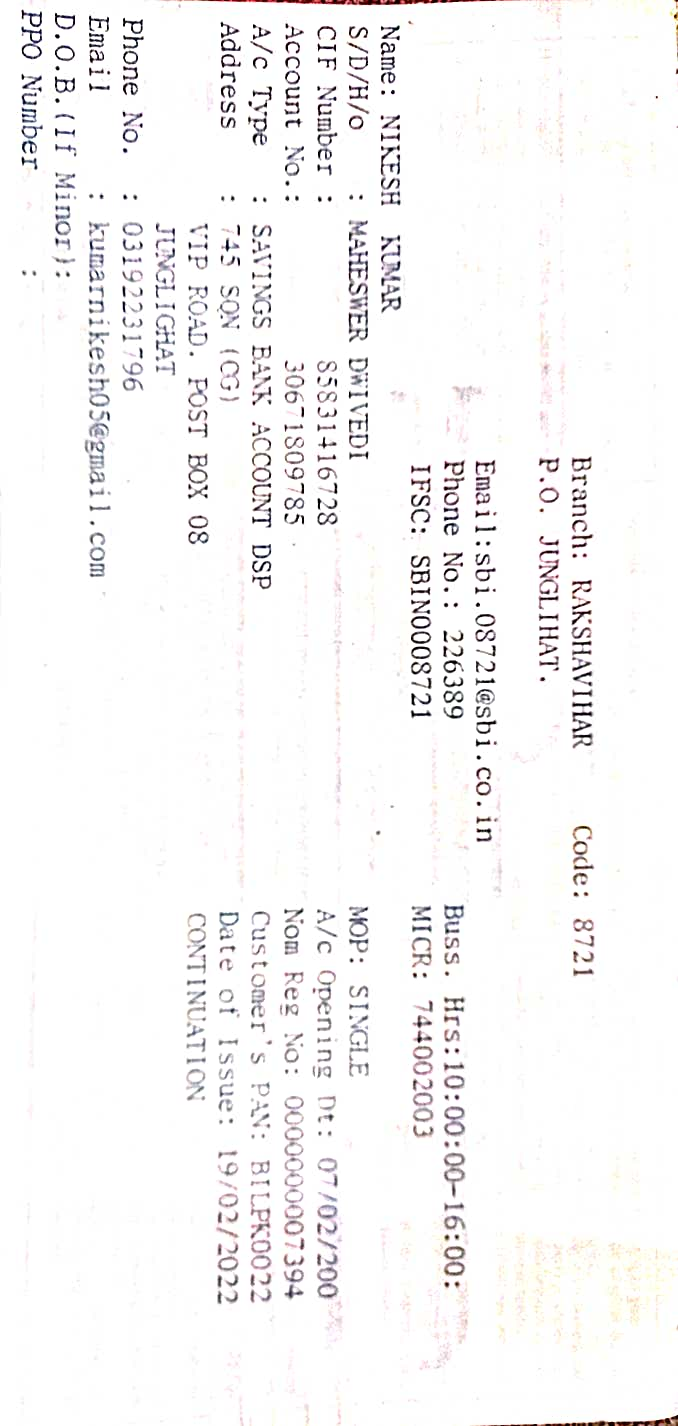 Branch: RAKSHAVIHAR Code: 8721
P.O. JUNGLIHAT.
Email:sbi.08721@sbi.co.in
Phone No.: 226389 Buss. Hrs:10:00:00-16:00:
IFSC: SBIN0008721 MICR: 744002003
Name: NIKESH KUMAR
S/D/H/o : MAHESWER DWIVEDI MOP: SINGLE
CIF Number : 85831416728 A/c Opening Dt: 07/02/200
Account No.: 30671809785 Nom Reg No: 0000000007394
A/c Type : SAVINGS BANK ACCOUNT DSP Customer's PAN: BILPK0022
Address : 745 SQN (CG) Date of Issue: 19/02/2022
VIP ROAD. POST BOX 08 CONTINUATION
JUNGLIGHAT
Phone No. : 03192231796
Email : kumarnikesh05@gmail.com
D.O.B.(If Minor):
PPO Number :